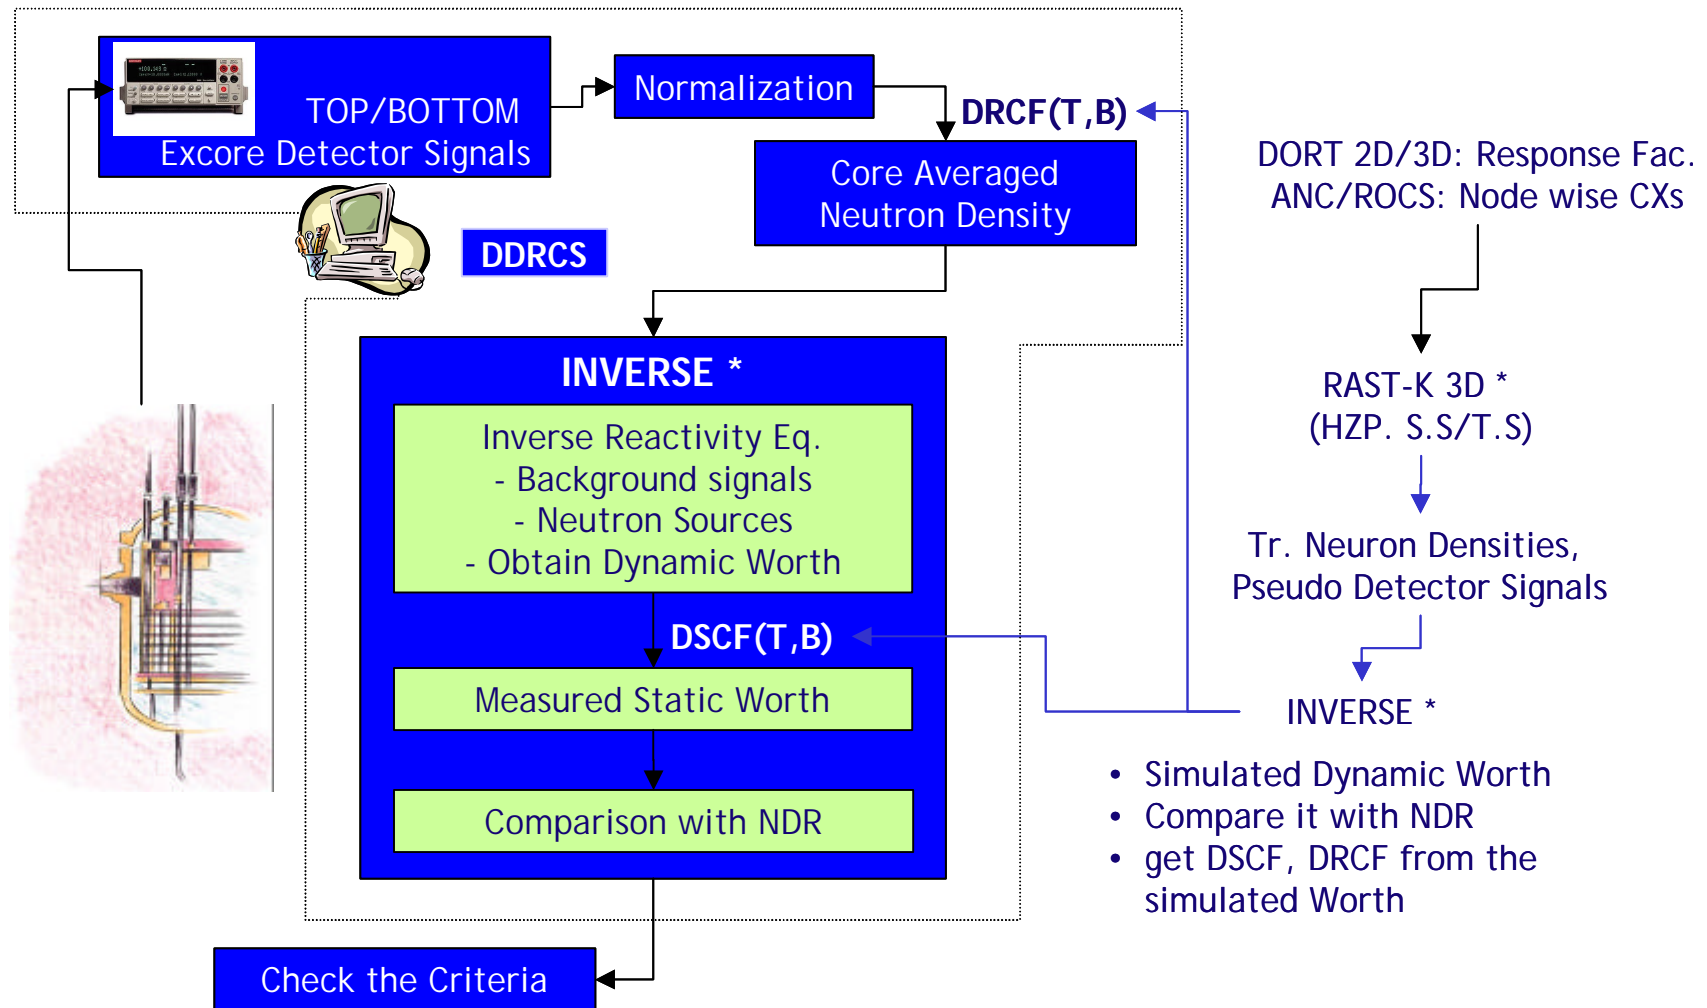 TOP/BOTTOM
Excore Detector Signals
Normalization
DRCF(T,B)
Core Averaged
Neutron Density
DDRCS
INVERSE *
Inverse Reactivity Eq.
- Background signals
- Neutron Sources
- Obtain Dynamic Worth
DSCF(T,B)
Measured Static Worth
Comparison with NDR
Check the Criteria
DORT 2D/3D: Response Fac.
ANC/ROCS: Node wise CXs
RAST-K 3D *
(HZP. S.S/T.S)
Tr. Neuron Densities,
Pseudo Detector Signals
INVERSE *
• Simulated Dynamic Worth
• Compare it with NDR
• get DSCF, DRCF from the
simulated Worth